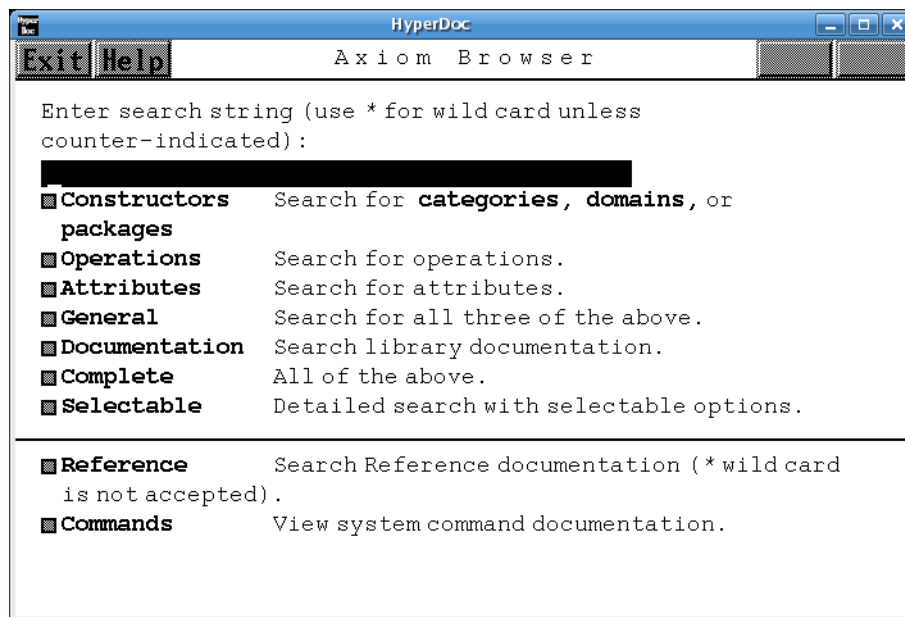 Hyper Doc
HyperDoc
Exit Help Axiom Browser
Enter search string (use * for wild card unless
counter-indicated):
Constructors Search for categories, domains, or
packages
Operations Search for operations.
Attributes Search for attributes.
General Search for all three of the above.
Documentation Search library documentation.
Complete All of the above.
Selectable Detailed search with selectable options.
Reference Search Reference documentation (* wild card
is not accepted).
Commands View system command documentation.